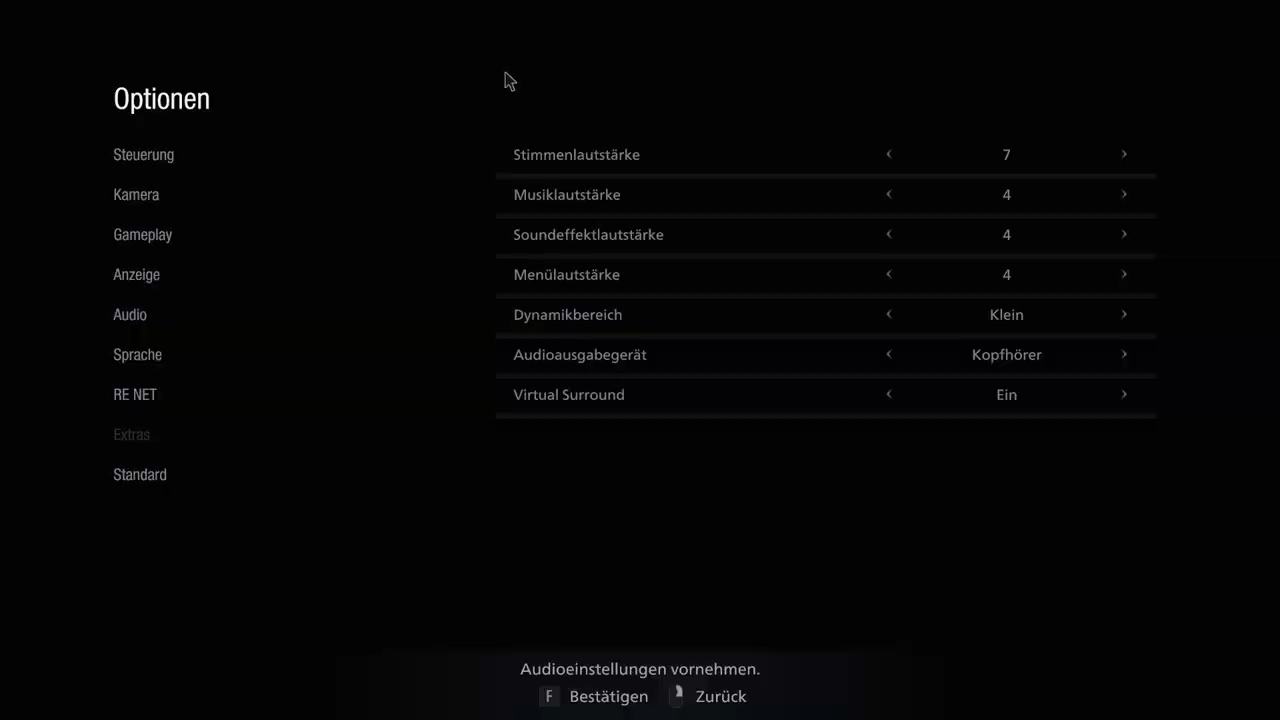 Optionen
Steuerung
Kamera
Gameplay
Anzeige
Audio
Sprache
RE NET
Extras
Standard
Stimmenlautstärke 7
Musiklautstärke 4
Soundeffektlautstärke 4
Menülautstärke 4
Dynamikbereich Klein
Audioausgabegerät Kopfhörer
Virtual Surround Ein
Audioeinstellungen vornehmen.
F Bestätigen Zurück